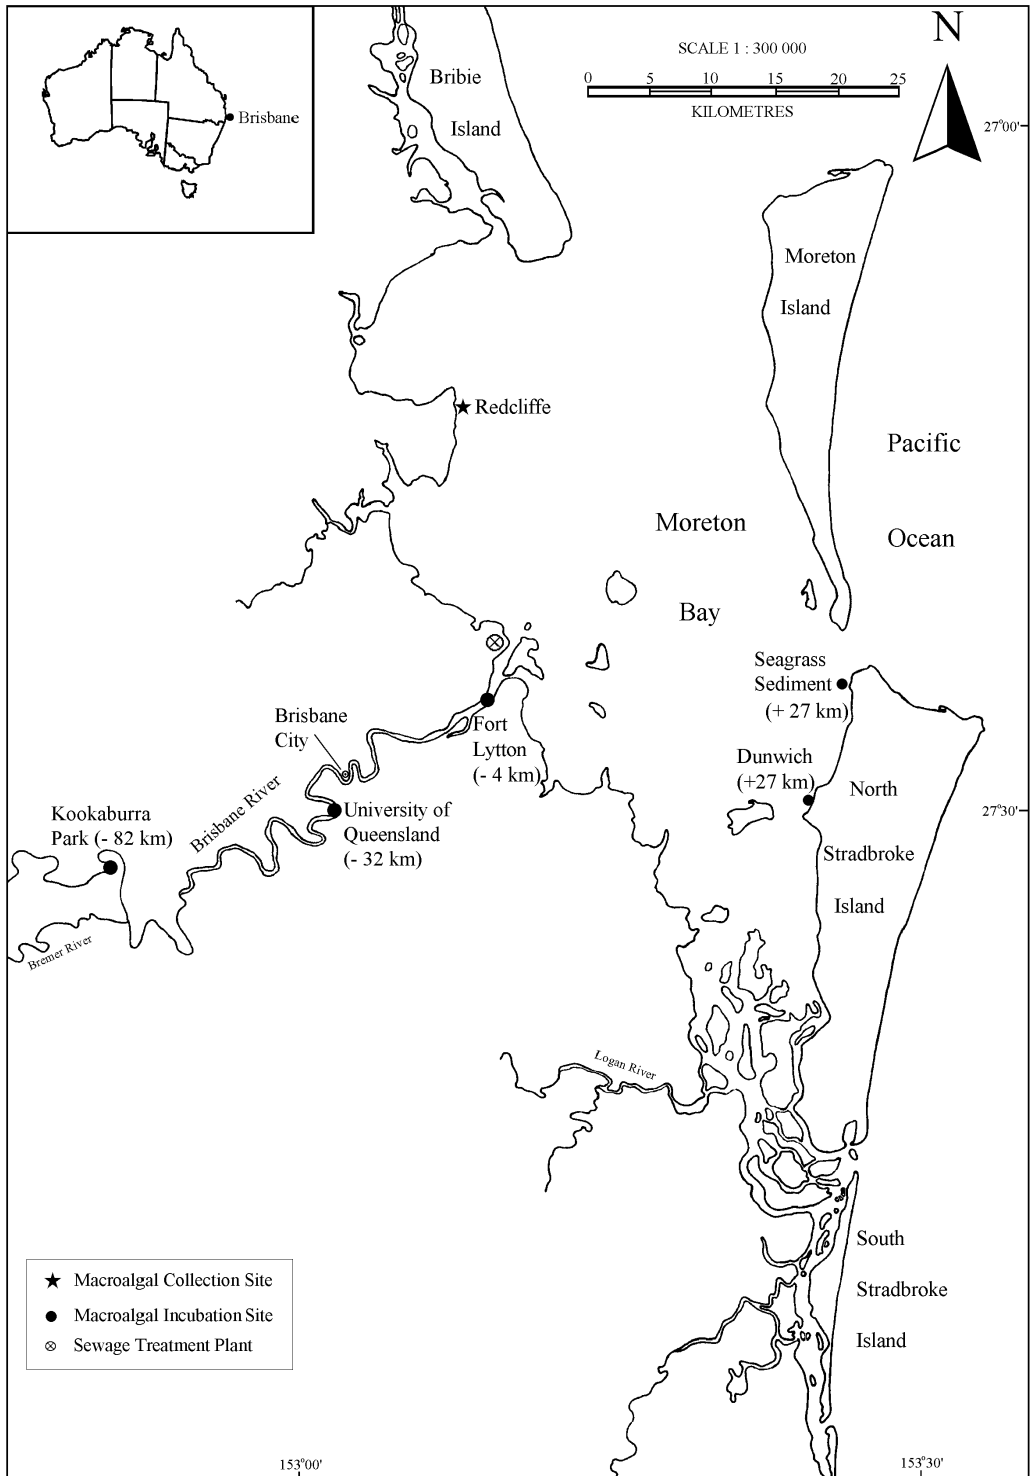 Brisbane
Bribie
Island
N
SCALE 1 : 300 000
0 5 10 15 20 25
KILOMETRES
27°00'
Moreton
Island
Redcliffe
Pacific
Ocean
Moreton
Bay
Seagrass
Sediment
(+ 27 km)
Brisbane
City
Fort
Lytton
(- 4 km)
Dunwich
(+27 km)
North
Stradbroke
Island
27°30'
Kookaburra
Park (- 82 km)
Brisbane River
University of
Queensland
(- 32 km)
Bremer River
Logan River
South
Stradbroke
Island
Macroalgal Collection Site
Macroalgal Incubation Site
Sewage Treatment Plant
153°00'
153°30'